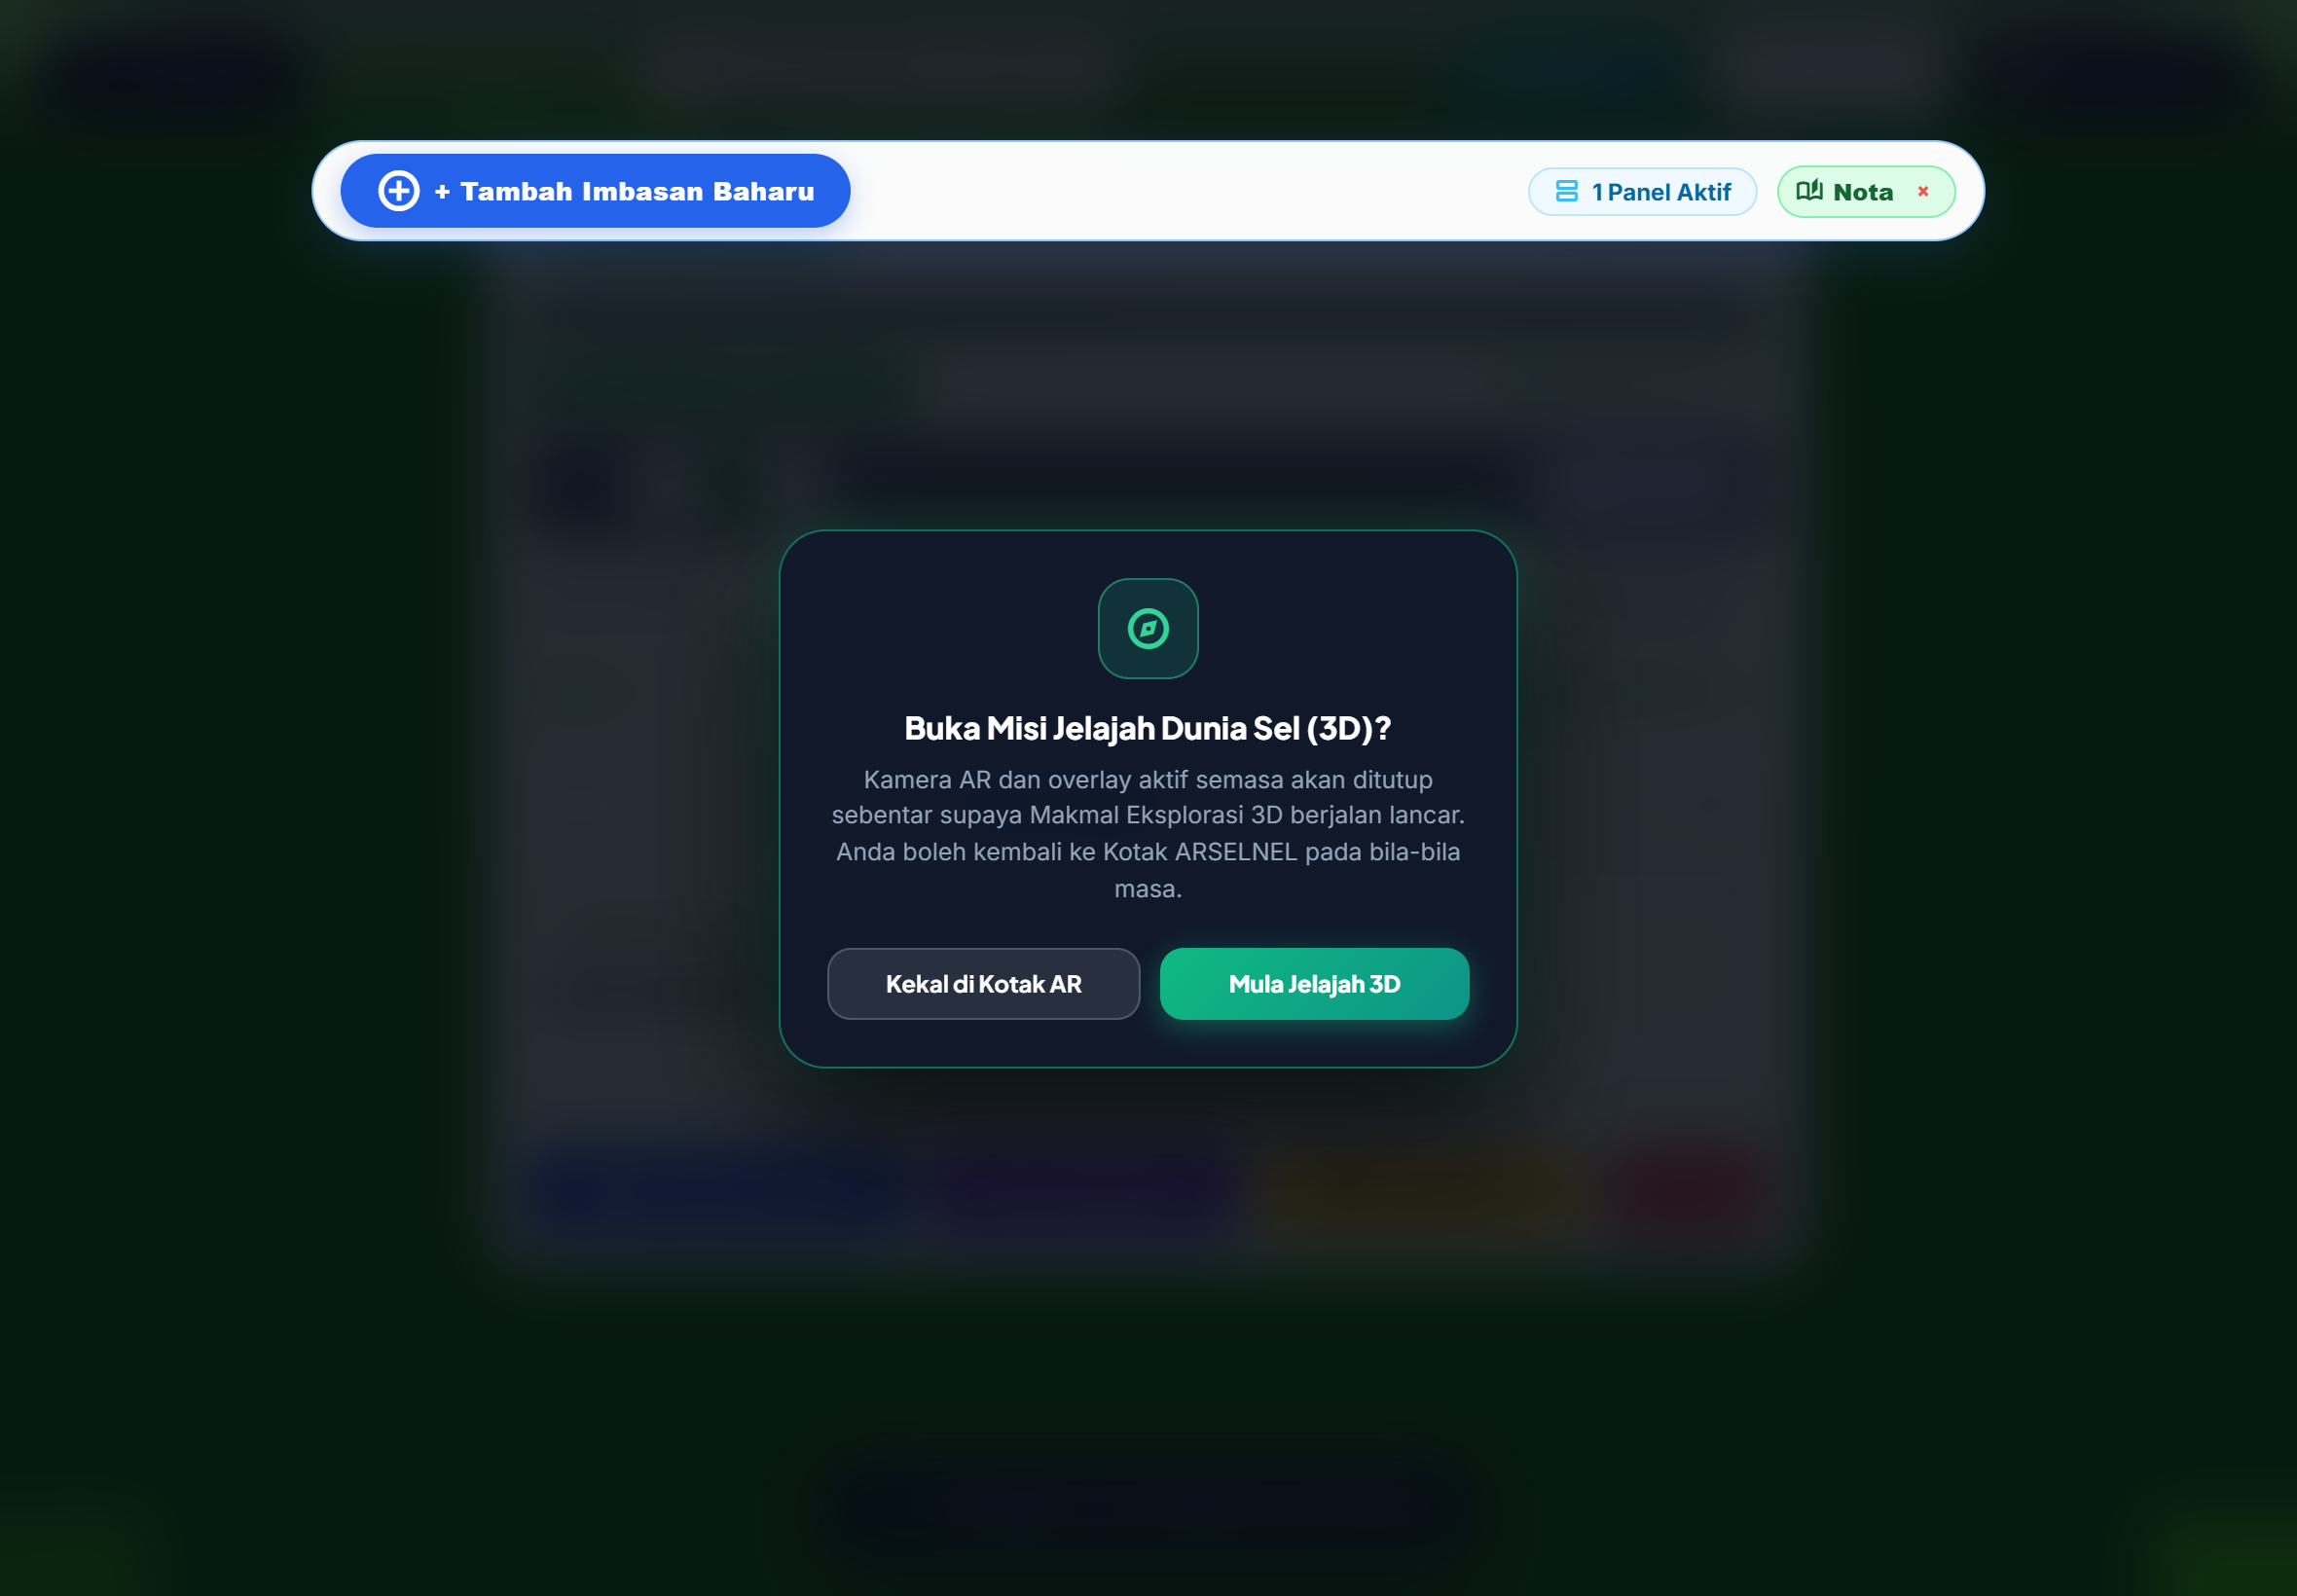 + Tambah Imbasan Baharu
1 Panel Aktif
Nota ×
Buka Misi Jelajah Dunia Sel (3D)?
Kamera AR dan overlay aktif semasa akan ditutup
sebentar supaya Makmal Eksplorasi 3D berjalan lancar.
Anda boleh kembali ke Kotak ARSELNEL pada bila-bila
masa.
Kekal di Kotak AR
Mula Jelajah 3D